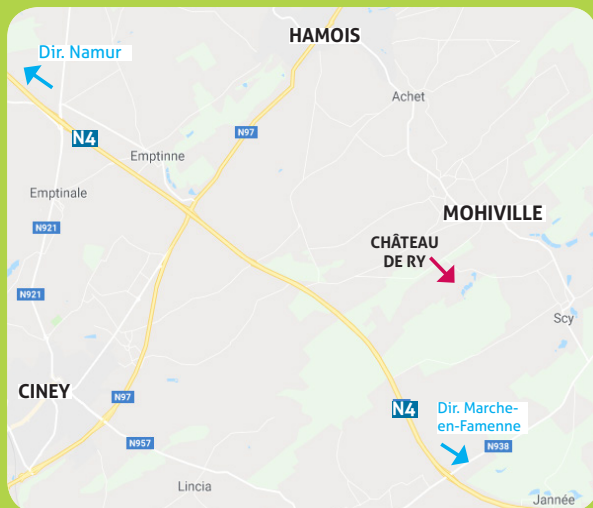 HAMOIS
Dir. Namur
Achet
N4
N97
Emptinne
Emptinale
MOHIVILLE
N921
CHÂTEAU
DE RY
N921
Scy
CINEY
N97
N4
Dir. Marche-
en-Famenne
N957
N938
Lincia
Jannée